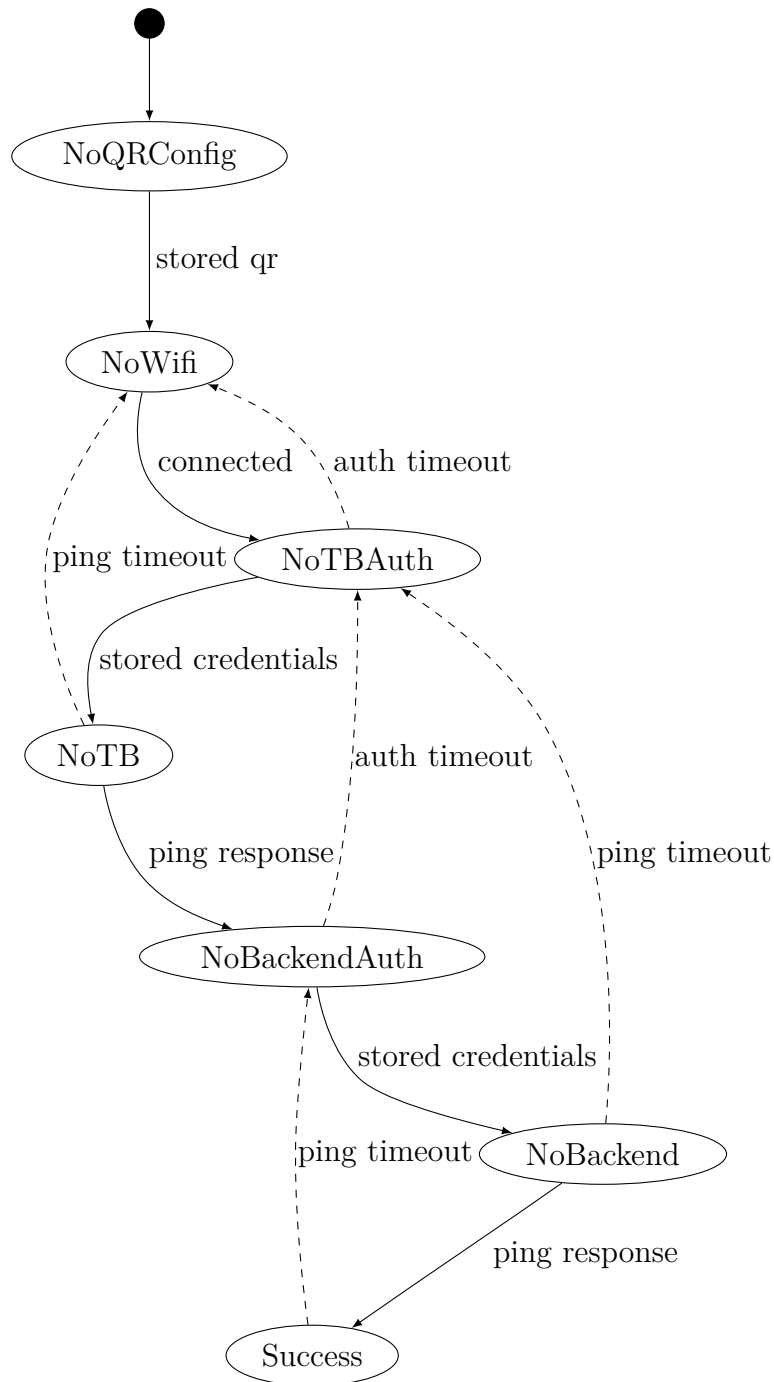 NoQRConfig
stored qr
NoWifi
connected
auth timeout
ping timeout
NoTBAuth
stored credentials
NoTB
auth timeout
ping response
ping timeout
NoBackendAuth
stored credentials
ping timeout
NoBackend
ping response
Success